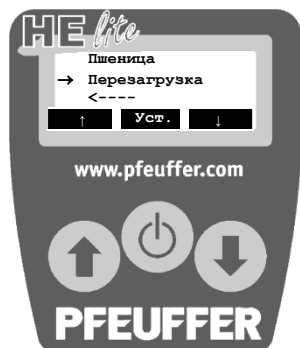 HE lite
Пшеница
→ Перезагрузка
<----
↑ Уст. ↓
www.pfeuffer.com
PFEUFFER